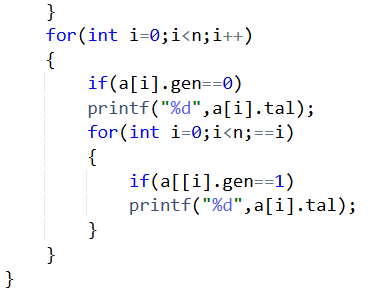 }
for(int i=0;i<n;i++)
{
if(a[i].gen==0)
printf("%d",a[i].tal);
for(int i=0;i<n;==i)
{
if(a[[i].gen==1)
printf("%d",a[i].tal);
}
}
}